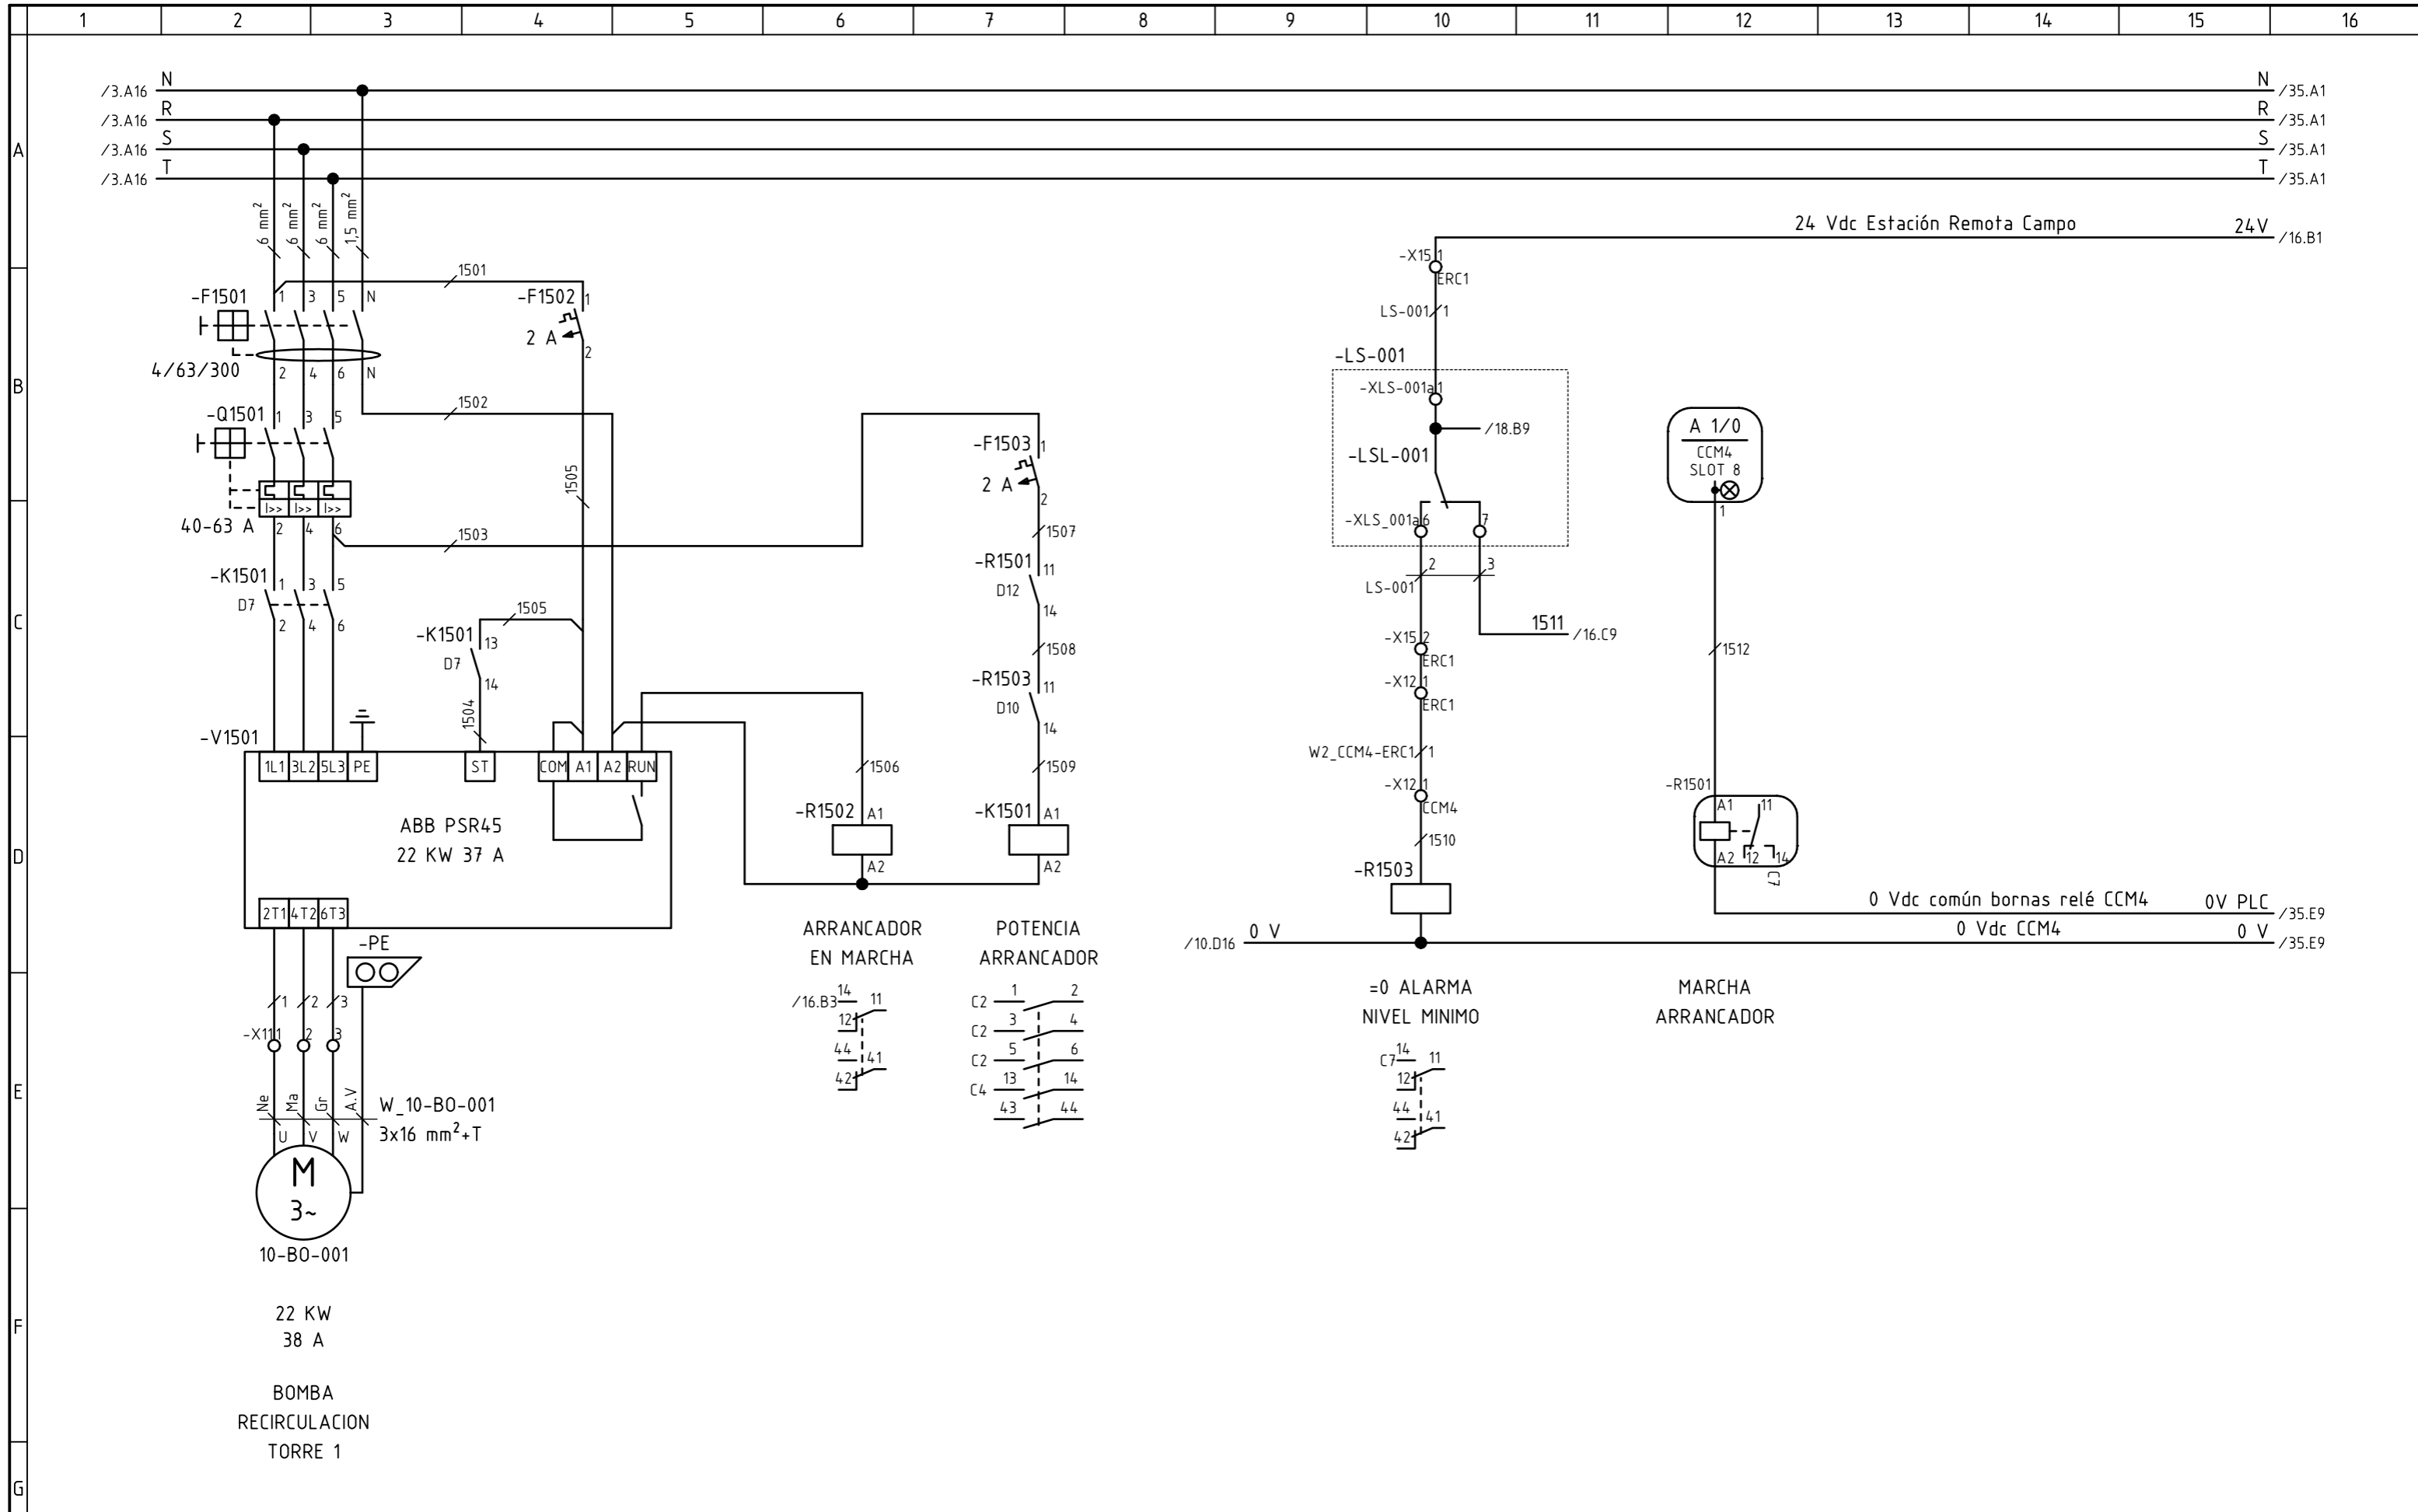 1 2 3 4 5 6 7 8 9 10 11 12 13 14 15 16
A
B
C
D
E
F
G
/3.A16 N
/3.A16 R
/3.A16 S
/3.A16 T
N /35.A1
R /35.A1
S /35.A1
T /35.A1
6 mm²
6 mm²
6 mm²
1,5 mm²
24 Vdc Estación Remota Campo 24V /16.B1
1501
-F1501 1 3 5 N
4/63/300 2 4 6 N
-F1502 1
2 A
2
1502
-Q1501 1 3 5
40-63 A 2 4 6
1505
1503
-K1501 1 3 5
D7
2 4 6
1505
-K1501 13
D7
14
1504
-V1501
1L1 3L2 5L3 PE ST COM A1 A2 RUN
ABB PSR45
22 KW 37 A
2T1 4T2 6T3
-PE
1 2 3
-X11 1 2 3
Ne Ma Gr A.V
W_10-BO-001
3x16 mm²+T
U V W
M
3~
10-BO-001
22 KW
38 A
BOMBA
RECIRCULACION
TORRE 1
1506
-R1502 A1
A2
ARRANCADOR
EN MARCHA
/16.B3 14 11
12
44 41
42
-F1503 1
2 A
2
1507
-R1501 11
D12
14
1508
-R1503 11
D10
14
1509
-K1501 A1
A2
POTENCIA
ARRANCADOR
C2 1 2
C2 3 4
C2 5 6
C4 13 14
43 44
-X15 1
ERC1
LS-001 1
-LS-001
-XLS-001a 1
/18.B9
-LSL-001
-XLS_001a 6 7
2 3
LS-001
1511 /16.C9
-X15 2
ERC1
-X12 1
ERC1
W2_CCM4-ERC1 1
-X12 1
CCM4
1510
-R1503
/10.D16 0 V
=0 ALARMA
NIVEL MINIMO
C7 14 11
12
44 41
42
A 1/0
CCM4
SLOT 8
1
1512
-R1501
A1 11
A2 12 14
C7
0 Vdc común bornas relé CCM4 0V PLC /35.E9
0 Vdc CCM4 0 V /35.E9
MARCHA
ARRANCADOR
I>> I>> I>>